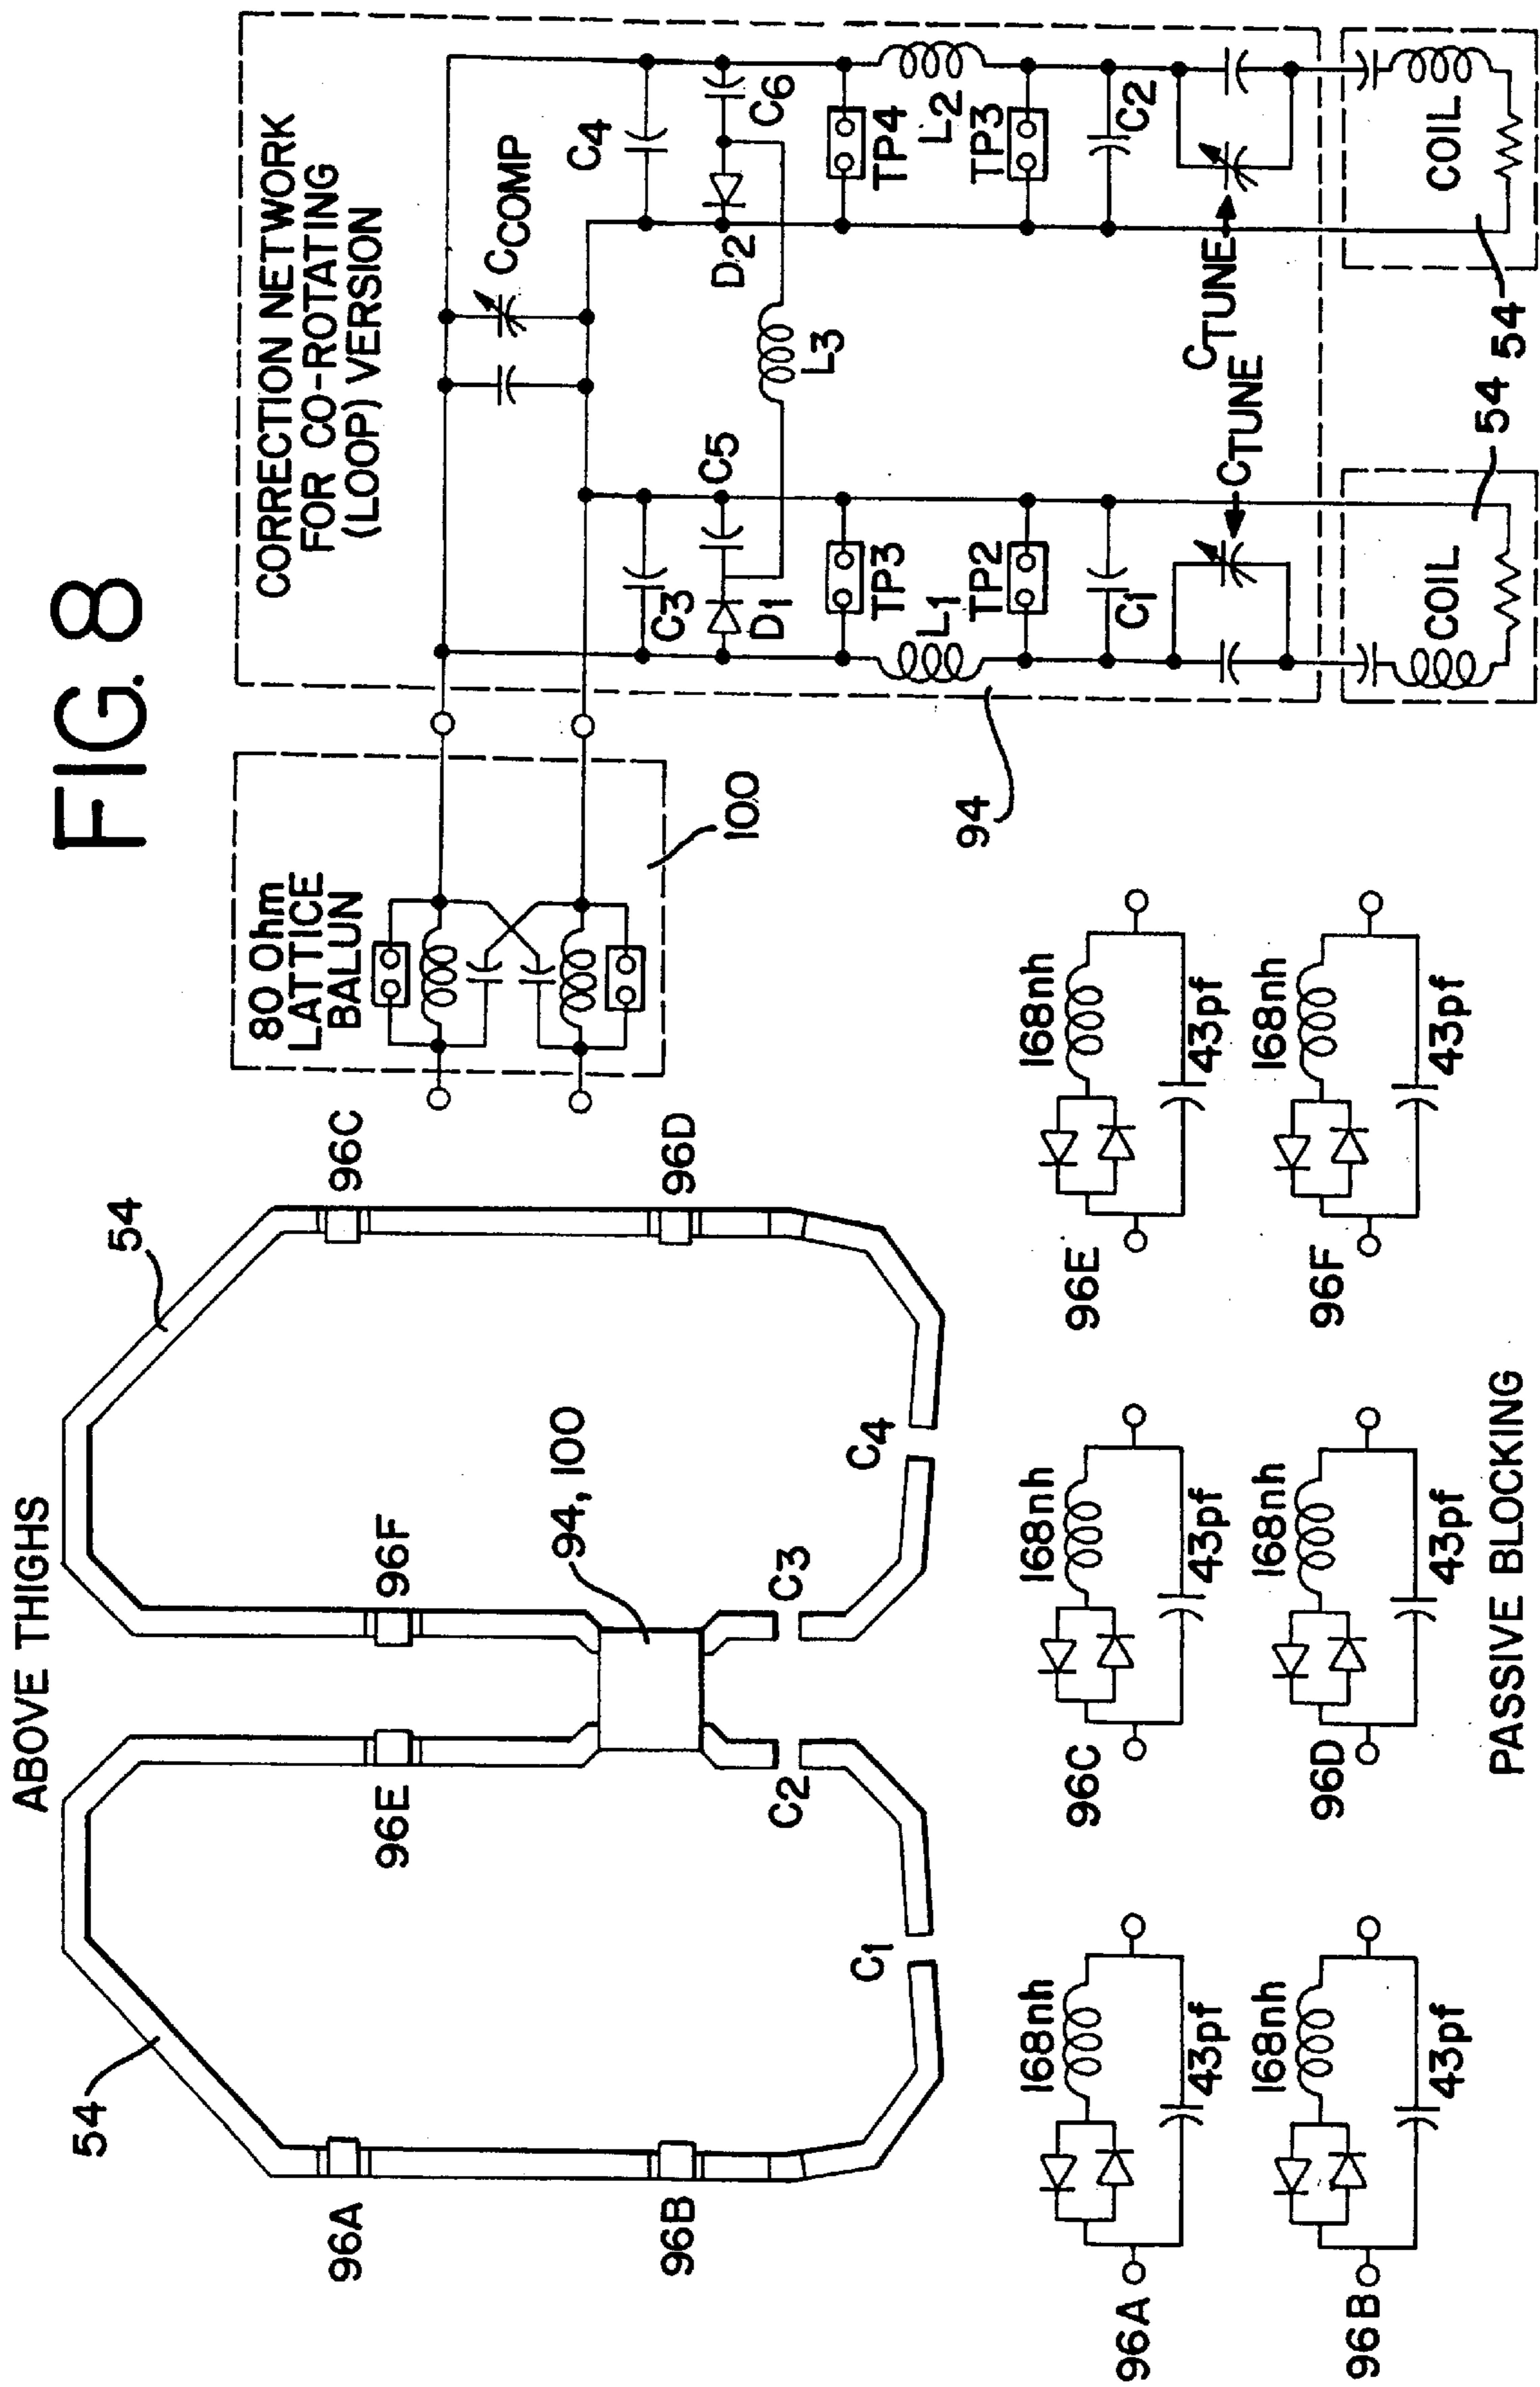 FIG. 8
ABOVE THIGHS
54
54
96A
96B
96E
96F
96C
96D
94, 100
C1
C2
C3
C4
80 Ohm
LATTICE
BALUN
100
CORRECTION NETWORK
FOR CO-ROTATING
(LOOP) VERSION
CCOMP
C3
C5
D1
C4
C6
D2
L3
TP3
L1
TP2
C1
TP4
L2
TP3
C2
CTUNE
CTUNE
COIL
54
COIL
54
94
96A
168nh
43pf
96C
168nh
43pf
96E
168nh
43pf
96B
168nh
43pf
96D
168nh
43pf
96F
168nh
43pf
PASSIVE BLOCKING